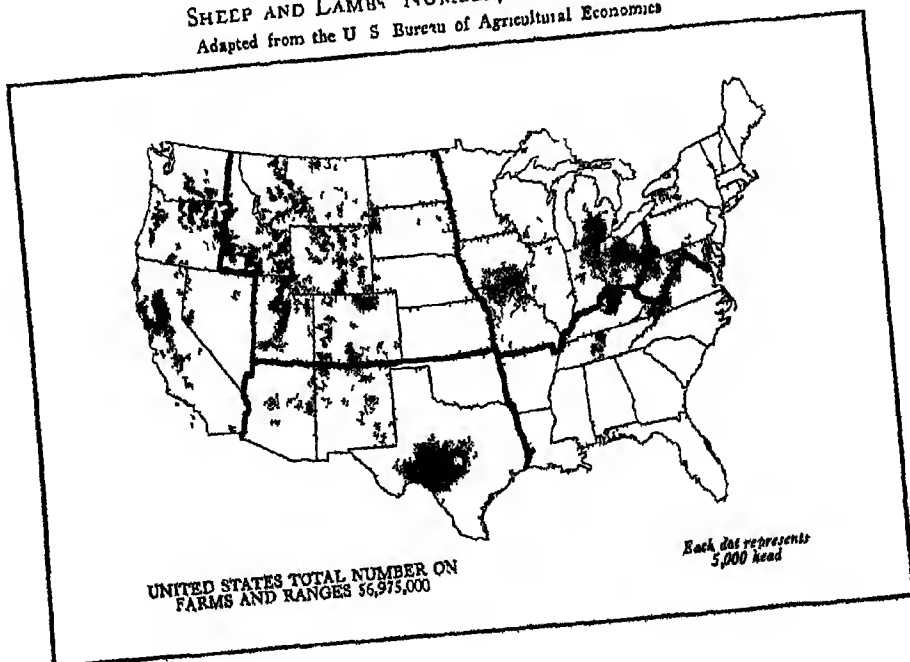 SHEEP AND LAMBS
Adapted from the U S Bureau of Agricultural Economics
UNITED STATES TOTAL NUMBER ON
FARMS AND RANGES 56,975,000
Each dot represents
5,000 head